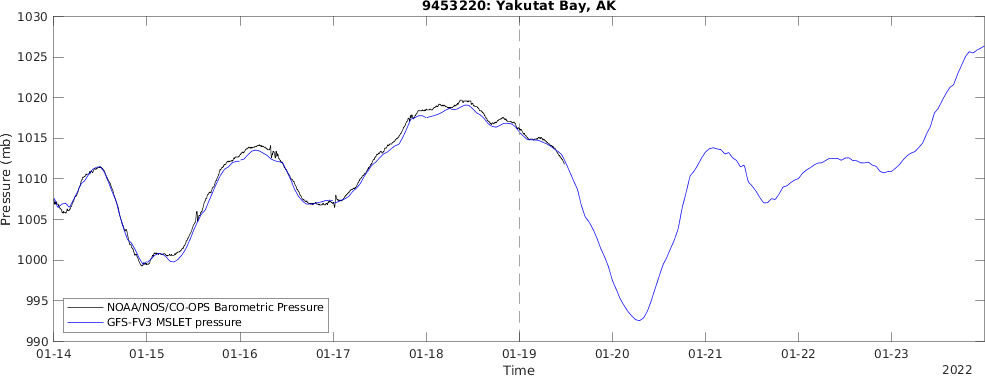 9453220: Yakutat Bay, AK
Pressure (mb)
1030
1025
1020
1015
1010
1005
1000
995
990
NOAA/NOS/CO-OPS Barometric Pressure
GFS-FV3 MSLET pressure
01-14 01-15 01-16 01-17 01-18 01-19 01-20 01-21 01-22 01-23
Time
2022